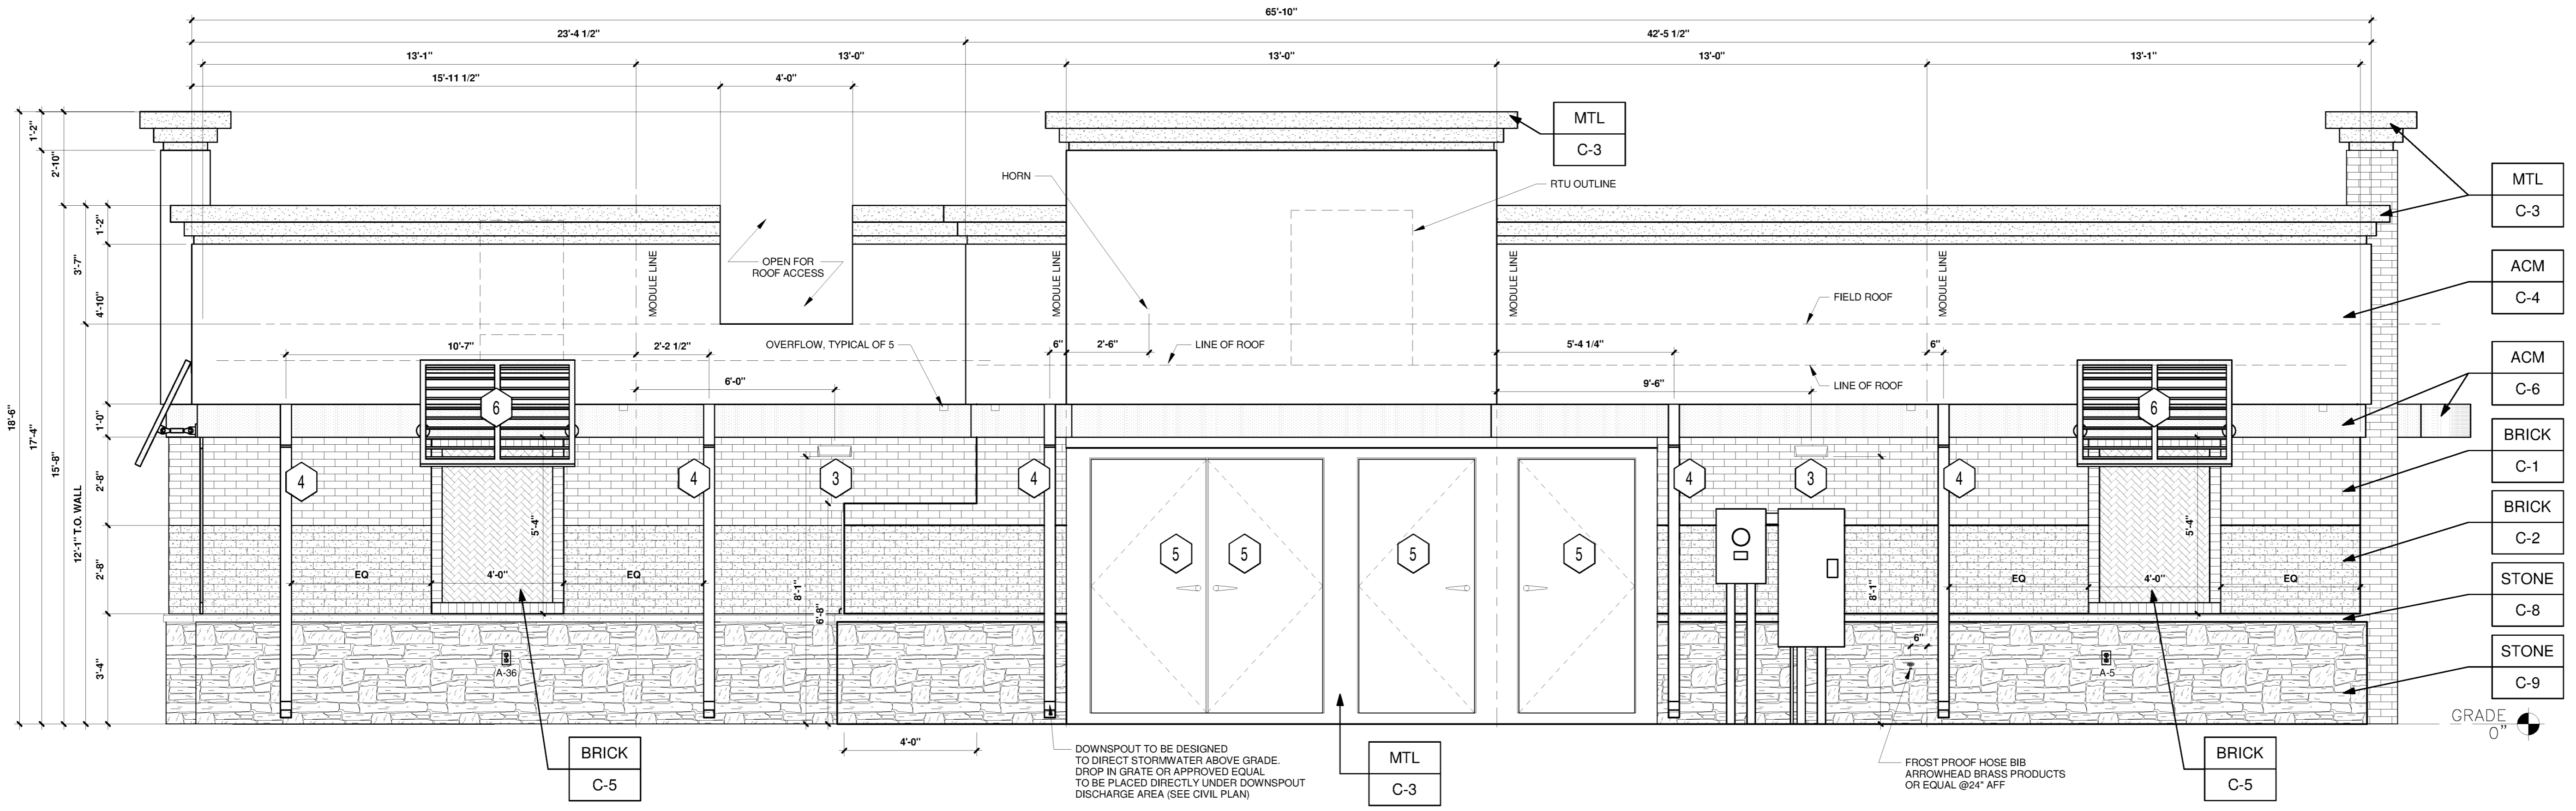 65'-10"
23'-4 1/2"
42'-5 1/2"
13'-1"
13'-0"
13'-0"
13'-0"
13'-1"
15'-11 1/2"
4'-0"
MTL
C-3
HORN
RTU OUTLINE
MTL
C-3
OPEN FOR
ROOF ACCESS
MODULE LINE
MODULE LINE
MODULE LINE
MODULE LINE
ACM
C-4
FIELD ROOF
10'-7"
2'-2 1/2"
OVERFLOW, TYPICAL OF 5
6"
2'-6"
LINE OF ROOF
5'-4 1/4"
6"
6'-0"
9'-6"
LINE OF ROOF
ACM
C-6
18'-6"
17'-4"
15'-8"
12'-1" T.O. WALL
1'-2"
2'-10"
3'-7"
1'-2"
4'-10"
1'-0"
2'-8"
2'-8"
3'-4"
6
6
BRICK
C-1
4
4
3
4
4
3
4
5
5
5
5
BRICK
C-2
5'-4"
5'-4"
EQ
4'-0"
EQ
EQ
4'-0"
EQ
8'-1"
6'-8"
8'-1"
STONE
C-8
6"
STONE
C-9
A-36
A-5
GRADE
0"
4'-0"
BRICK
C-5
DOWNSPOUT TO BE DESIGNED
TO DIRECT STORMWATER ABOVE GRADE.
DROP IN GRATE OR APPROVED EQUAL
TO BE PLACED DIRECTLY UNDER DOWNSPOUT
DISCHARGE AREA (SEE CIVIL PLAN)
MTL
C-3
FROST PROOF HOSE BIB
ARROWHEAD BRASS PRODUCTS
OR EQUAL @24" AFF
BRICK
C-5